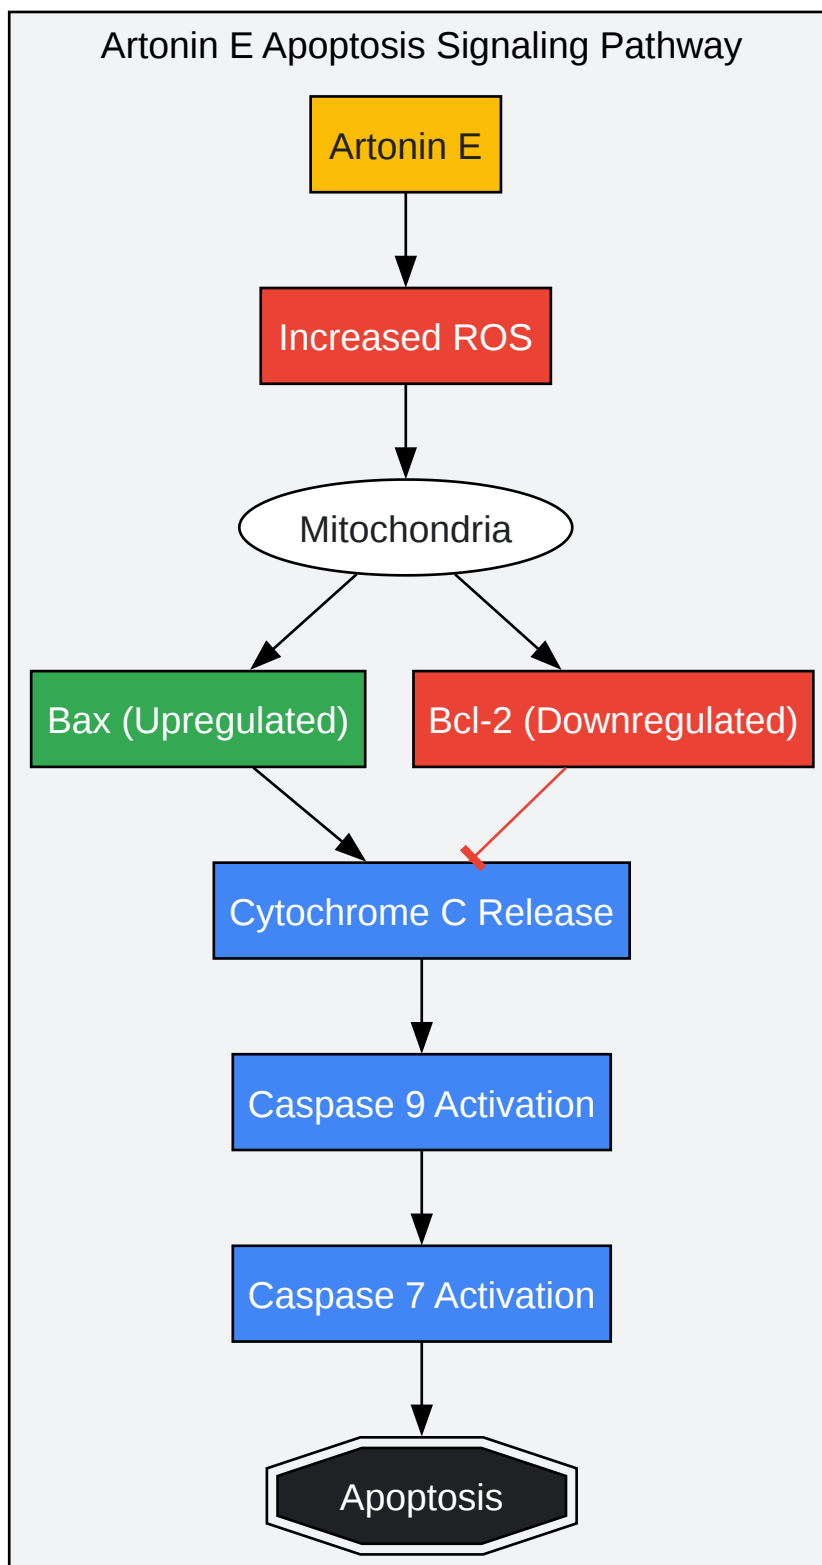 Artonin E Apoptosis Signaling Pathway
Artonin E
Increased ROS
Mitochondria
Bax (Upregulated)
Bcl-2 (Downregulated)
Cytochrome C Release
Caspase 9 Activation
Caspase 7 Activation
Apoptosis